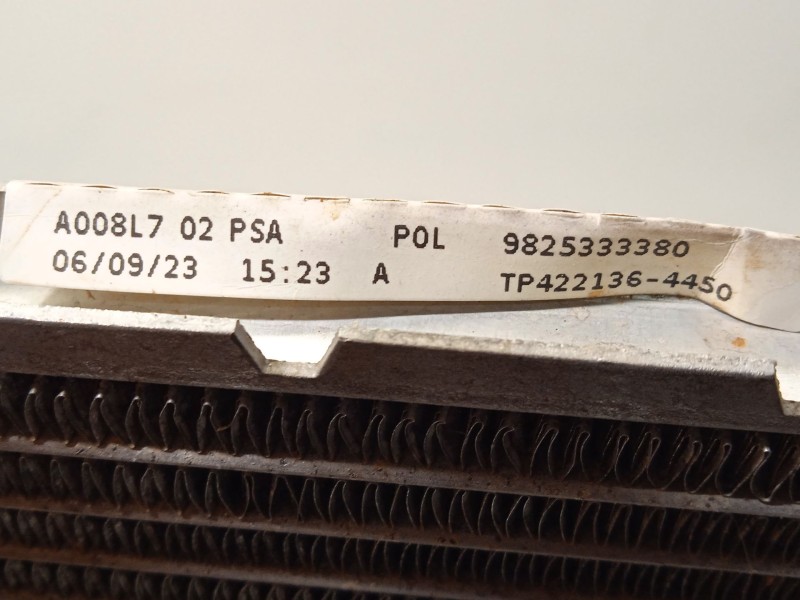 A008L7 02 PSA POL 9825333380
06/09/23 15:23 A TP422136-4450